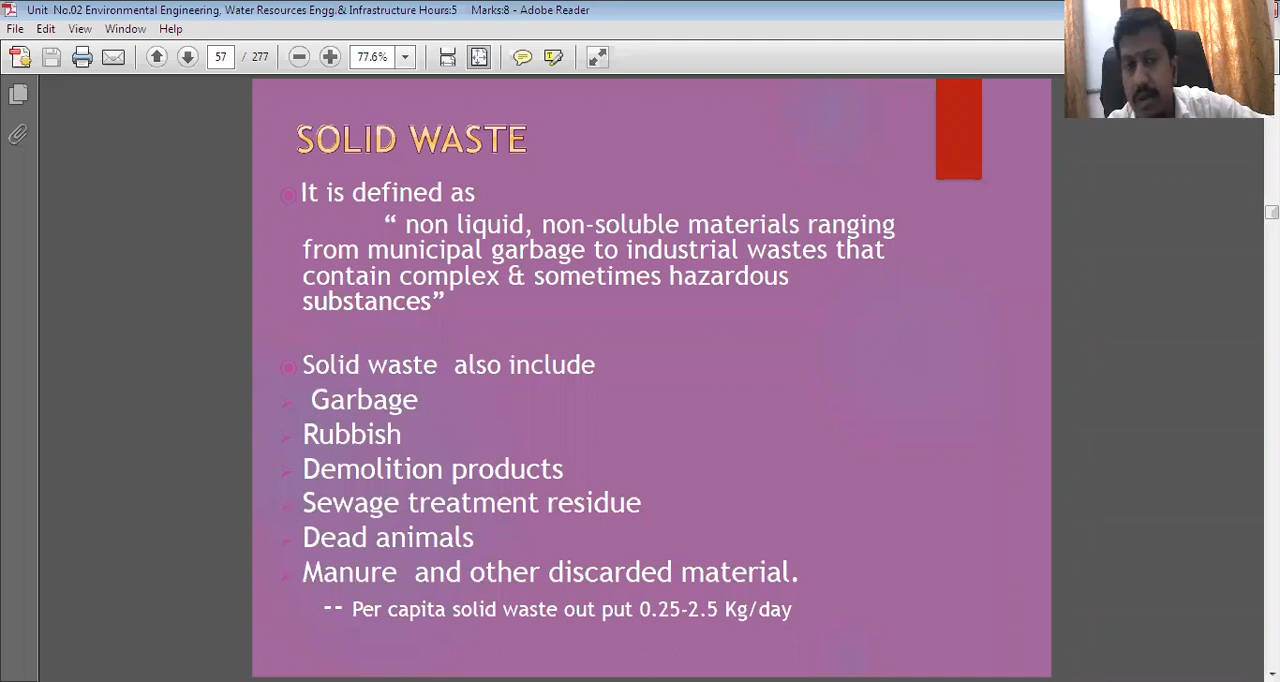 Unit No.02 Environmental Engineering, Water Resources Engg.& Infrastructure Hours:5 Marks:8 - Adobe Reader
File Edit View Window Help
57 / 277 77.6%
SOLID WASTE
It is defined as
“ non liquid, non-soluble materials ranging
from municipal garbage to industrial wastes that
contain complex & sometimes hazardous
substances”
Solid waste also include
Garbage
Rubbish
Demolition products
Sewage treatment residue
Dead animals
Manure and other discarded material.
-- Per capita solid waste out put 0.25-2.5 Kg/day